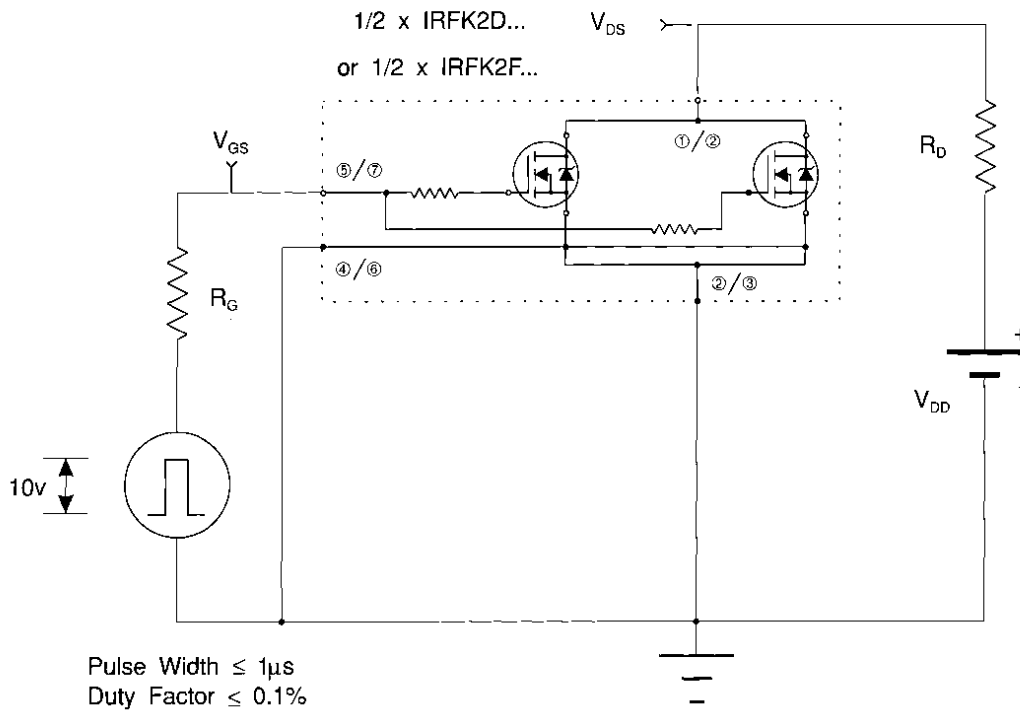 1/2 x IRFK2D...
V_DS
or 1/2 x IRFK2F...
V_GS
①/②
R_D
⑤/⑦
④/⑥
②/③
R_G
+
V_DD
10v
Pulse Width ≤ 1µs
Duty Factor ≤ 0.1%